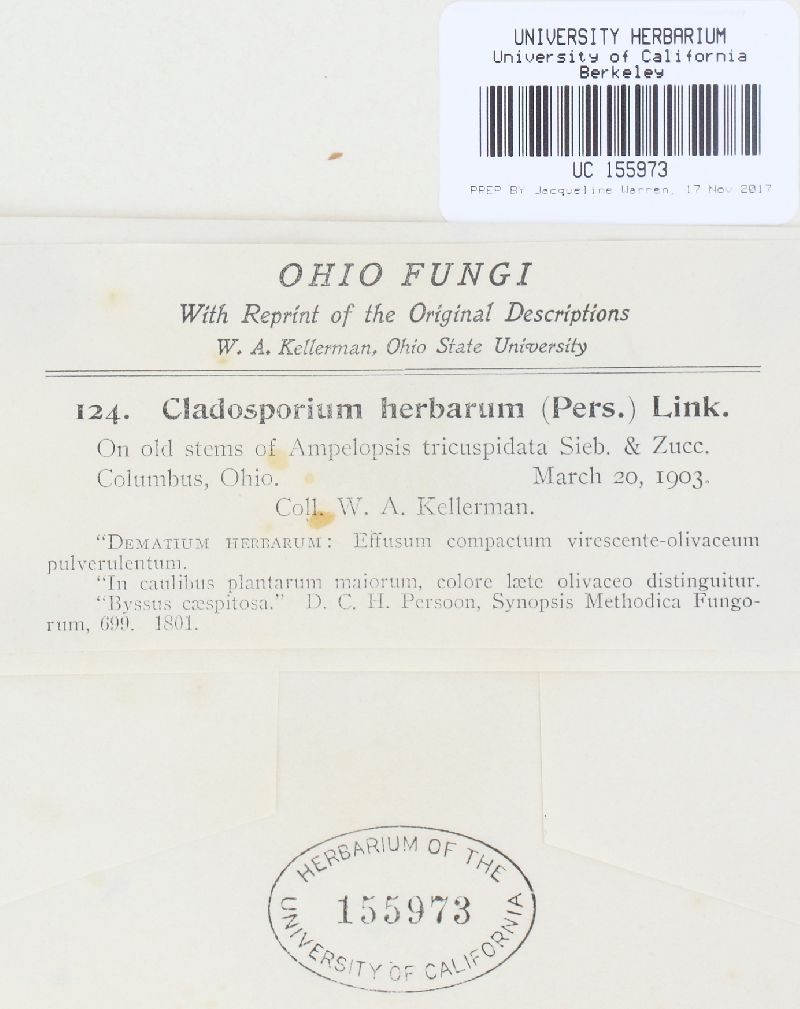 UNIVERSITY HERBARIUM
University of California
Berkeley
UC 155973
PREP BY Jacqueline Warren, 17 Nov 2017
OHIO FUNGI
With Reprint of the Original Descriptions
W. A. Kellerman, Ohio State University
124. Cladosporium herbarum (Pers.) Link.
On old stems of Ampelopsis tricuspidata Sieb. & Zucc.
Columbus, Ohio. March 20, 1903.
Coll. W. A. Kellerman.
“DEMATIUM HERBARUM: Effusum compactum virescente-olivaceum
pulverulentum.
“In caulibus plantarum maiorum, colore læte olivaceo distinguitur.
“Byssus cæspitosa.” D. C. H. Persoon, Synopsis Methodica Fungo-
rum, 699. 1801.
HERBARIUM OF THE
155973
UNIVERSITY OF CALIFORNIA